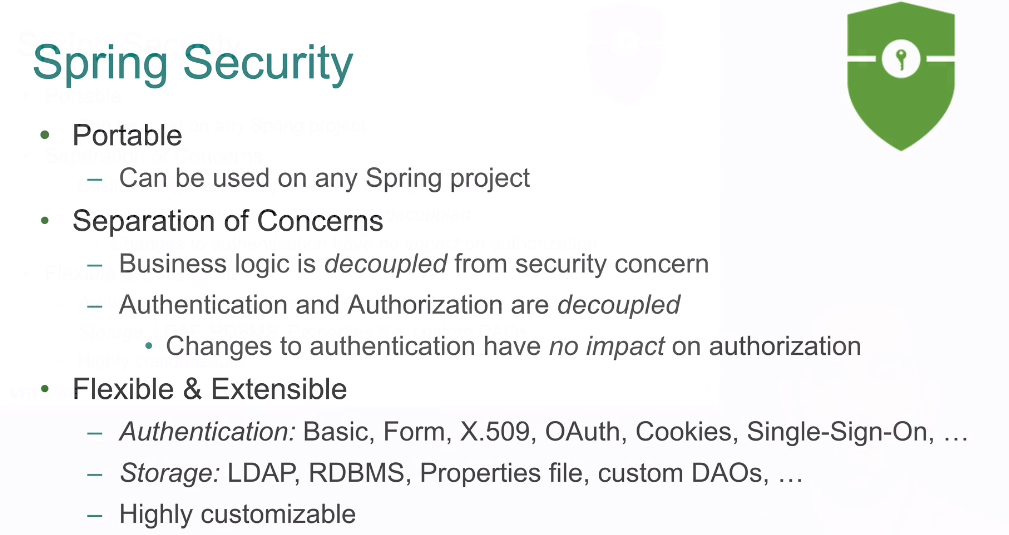 Spring Security
• Portable
– Can be used on any Spring project
• Separation of Concerns
– Business logic is decoupled from security concern
– Authentication and Authorization are decoupled
• Changes to authentication have no impact on authorization
• Flexible & Extensible
– Authentication: Basic, Form, X.509, OAuth, Cookies, Single-Sign-On, …
– Storage: LDAP, RDBMS, Properties file, custom DAOs, …
– Highly customizable